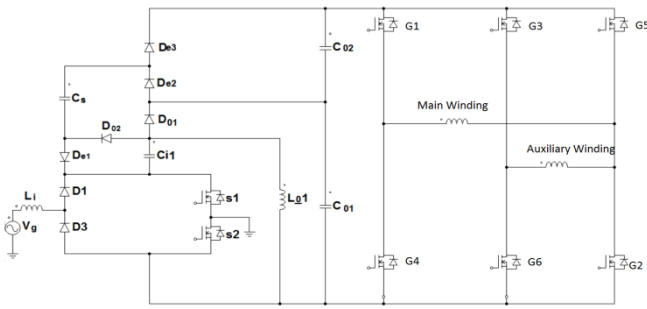 De3
C02
G1
G3
G5
De2
Cs
D02
D01
Main Winding
Auxiliary Winding
De1
Ci1
Li
D1
s1
Lo1
C01
Vg
D3
s2
G4
G6
G2